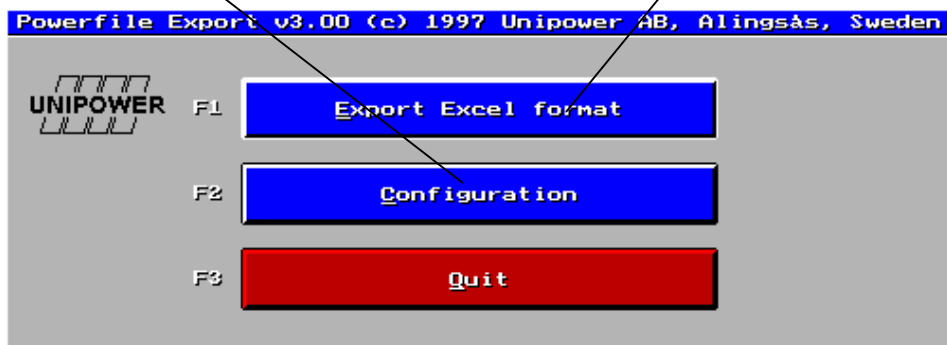 Powerfile Export v3.00 (c) 1997 Unipower AB, Alingsås, Sweden
UNIPOWER
F1 Export Excel format
F2 Configuration
F3 Quit